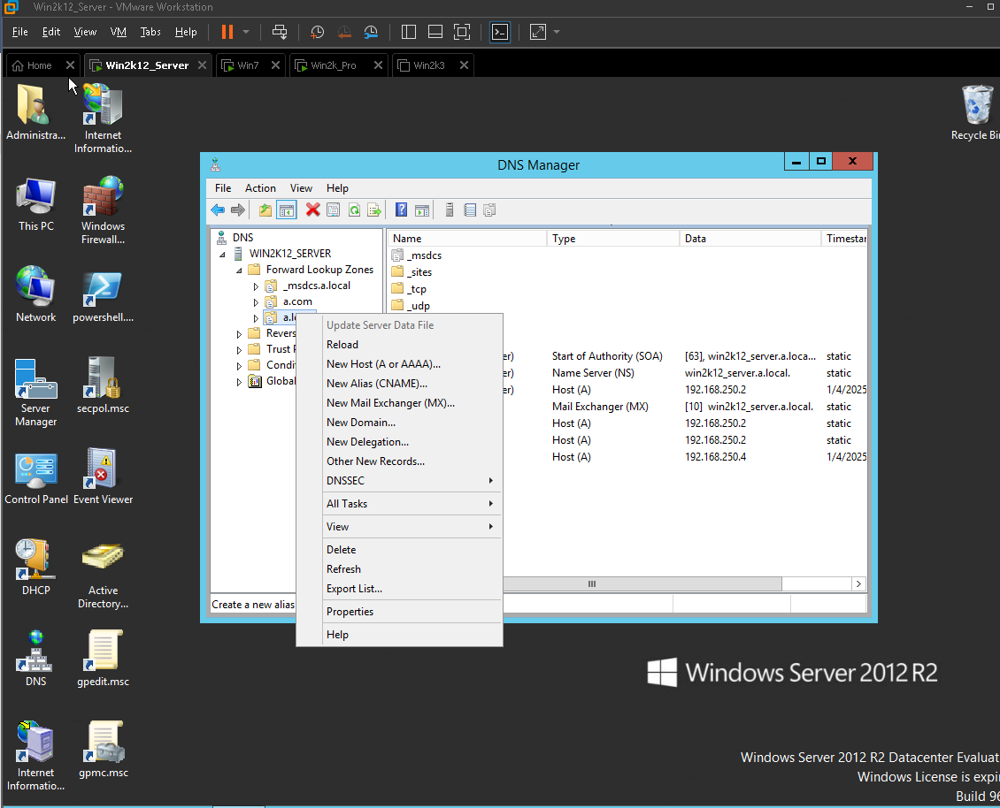 Win2k12_Server - VMware Workstation
File Edit View VM Tabs Help
Home Win2k12_Server Win7 Win2k_Pro Win2k3
Administra... Internet Informatio...
This PC Windows Firewall...
Network powershell....
Server Manager secpol.msc
Control Panel Event Viewer
DHCP Active Directory...
DNS gpedit.msc
Internet Informatio... gpmc.msc
Recycle Bin
DNS Manager
File Action View Help
DNS
WIN2K12_SERVER
Forward Lookup Zones
_msdcs.a.local
a.com
a.l
Revers
Trust
Condi
Global
Create a new alias
Name Type Data Timestar
_msdcs
_sites
_tcp
_udp
er) Start of Authority (SOA) [63], win2k12_server.a.loca... static
er) Name Server (NS) win2k12_server.a.local. static
er) Host (A) 192.168.250.2 1/4/2025
Mail Exchanger (MX) [10] win2k12_server.a.local. static
Host (A) 192.168.250.2 static
Host (A) 192.168.250.2 static
Host (A) 192.168.250.4 1/4/2025
Update Server Data File
Reload
New Host (A or AAAA)...
New Alias (CNAME)...
New Mail Exchanger (MX)...
New Domain...
New Delegation...
Other New Records...
DNSSEC
All Tasks
View
Delete
Refresh
Export List...
Properties
Help
Windows Server 2012 R2
Windows Server 2012 R2 Datacenter Evaluat
Windows License is expi
Build 96